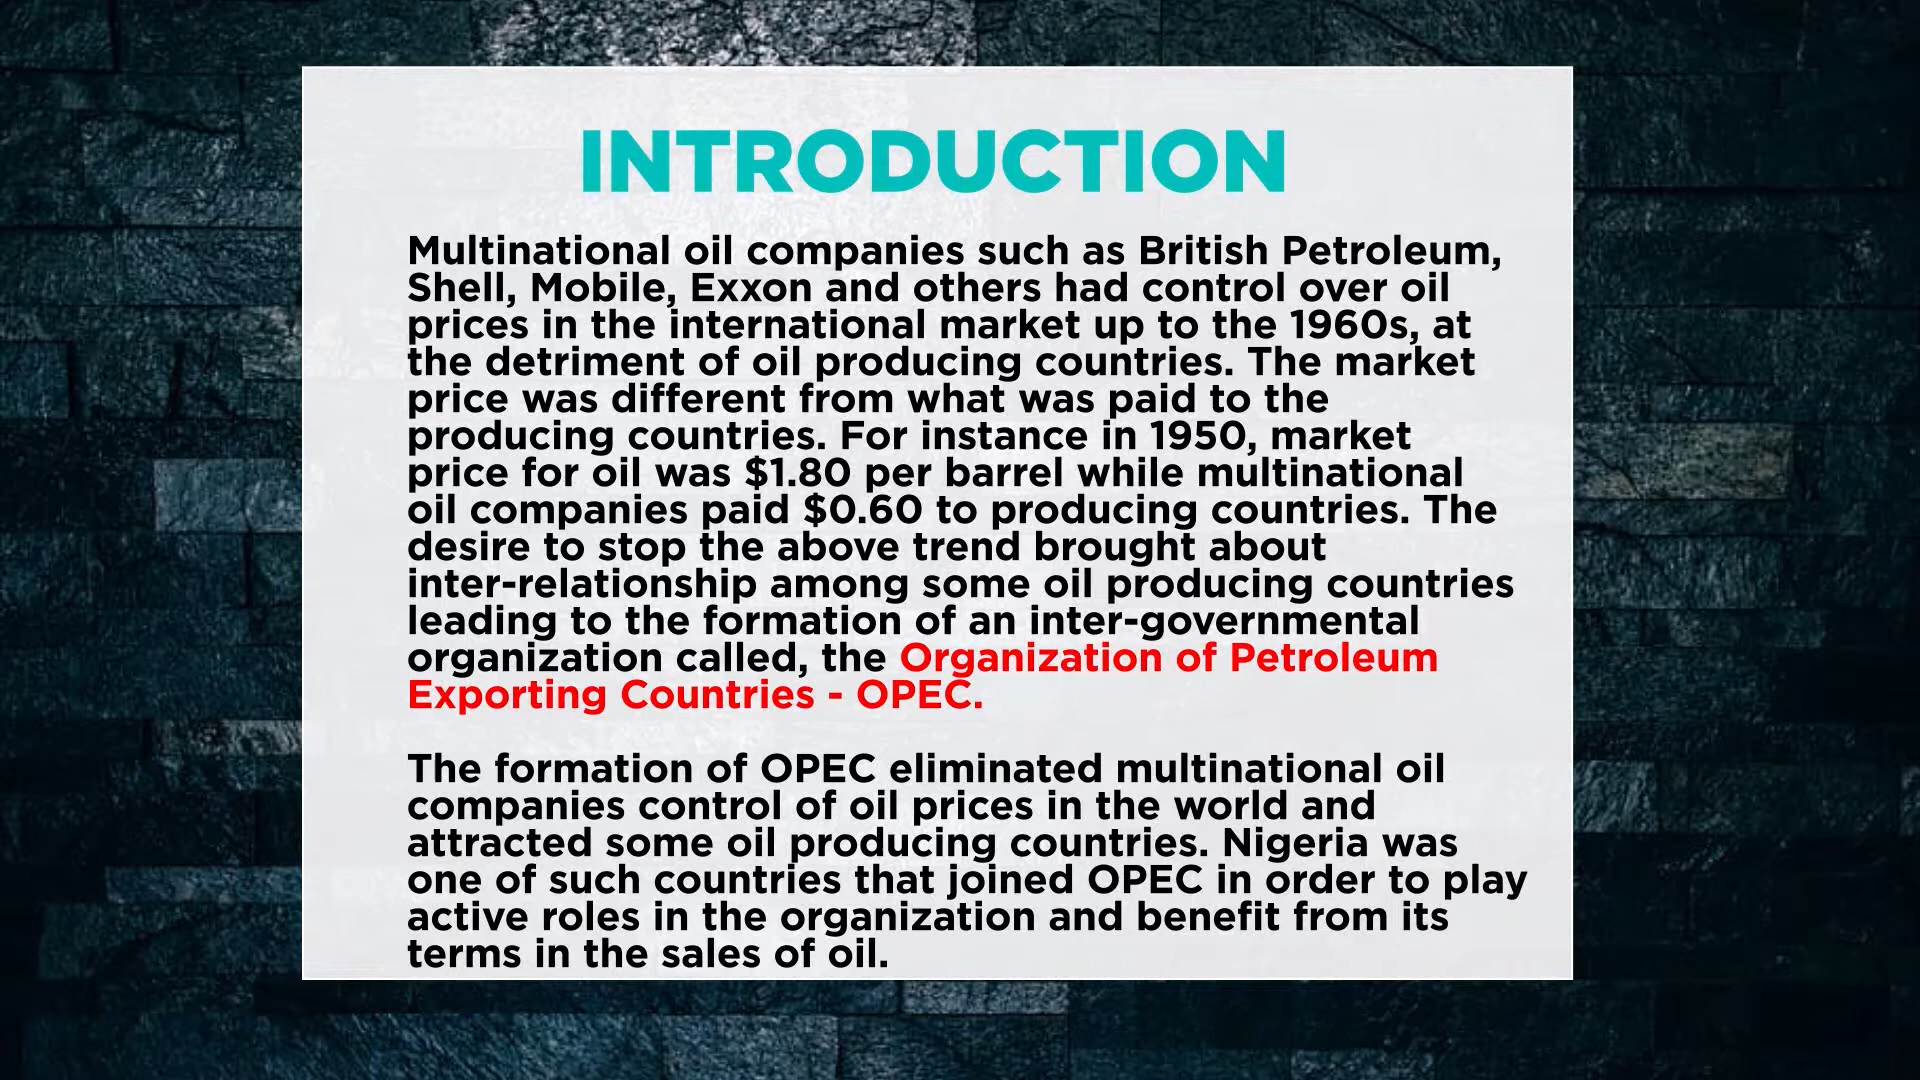 INTRODUCTION
Multinational oil companies such as British Petroleum,
Shell, Mobile, Exxon and others had control over oil
prices in the international market up to the 1960s, at
the detriment of oil producing countries. The market
price was different from what was paid to the
producing countries. For instance in 1950, market
price for oil was $1.80 per barrel while multinational
oil companies paid $0.60 to producing countries. The
desire to stop the above trend brought about
inter-relationship among some oil producing countries
leading to the formation of an inter-governmental
organization called, the Organization of Petroleum
Exporting Countries - OPEC.
The formation of OPEC eliminated multinational oil
companies control of oil prices in the world and
attracted some oil producing countries. Nigeria was
one of such countries that joined OPEC in order to play
active roles in the organization and benefit from its
terms in the sales of oil.